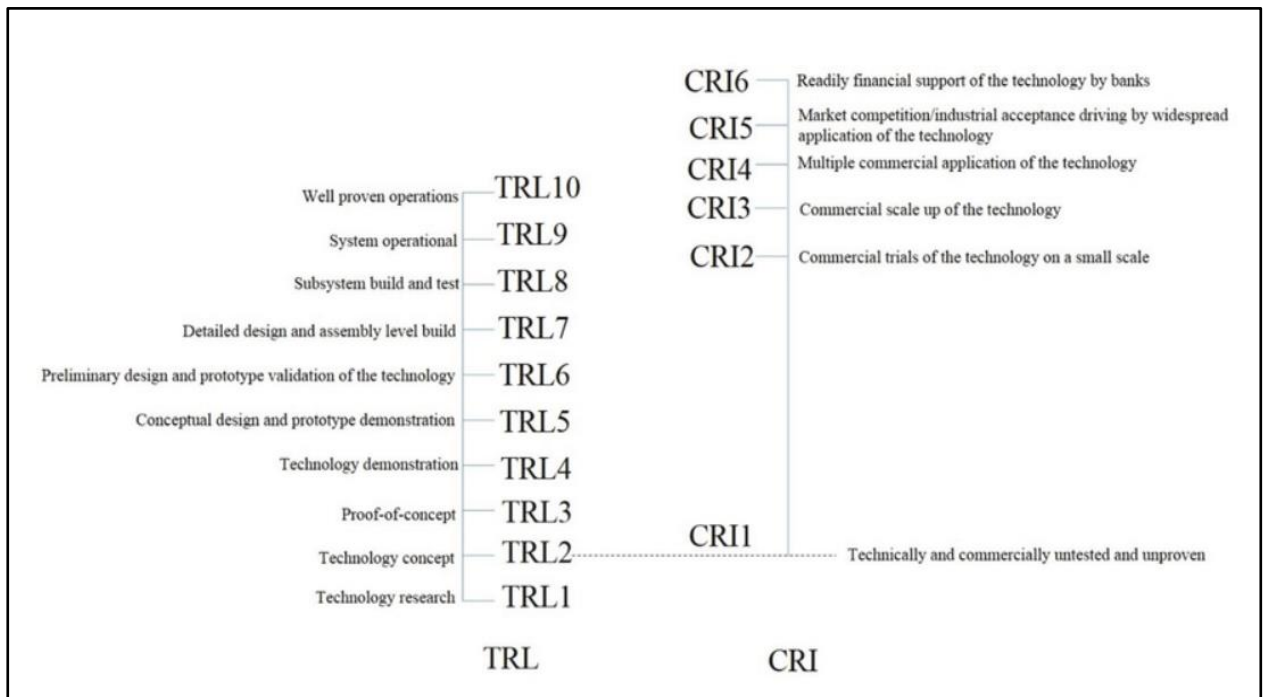 CRI6
Readily financial support of the technology by banks
CRI5
Market competition/industrial acceptance driving by widespread
application of the technology
CRI4
Multiple commercial application of the technology
Well proven operations
TRL10
CRI3
Commercial scale up of the technology
System operational
TRL9
CRI2
Commercial trials of the technology on a small scale
Subsystem build and test
TRL8
Detailed design and assembly level build
TRL7
Preliminary design and prototype validation of the technology
TRL6
Conceptual design and prototype demonstration
TRL5
Technology demonstration
TRL4
Proof-of-concept
TRL3
CRI1
Technology concept
TRL2
Technically and commercially untested and unproven
Technology research
TRL1
TRL
CRI